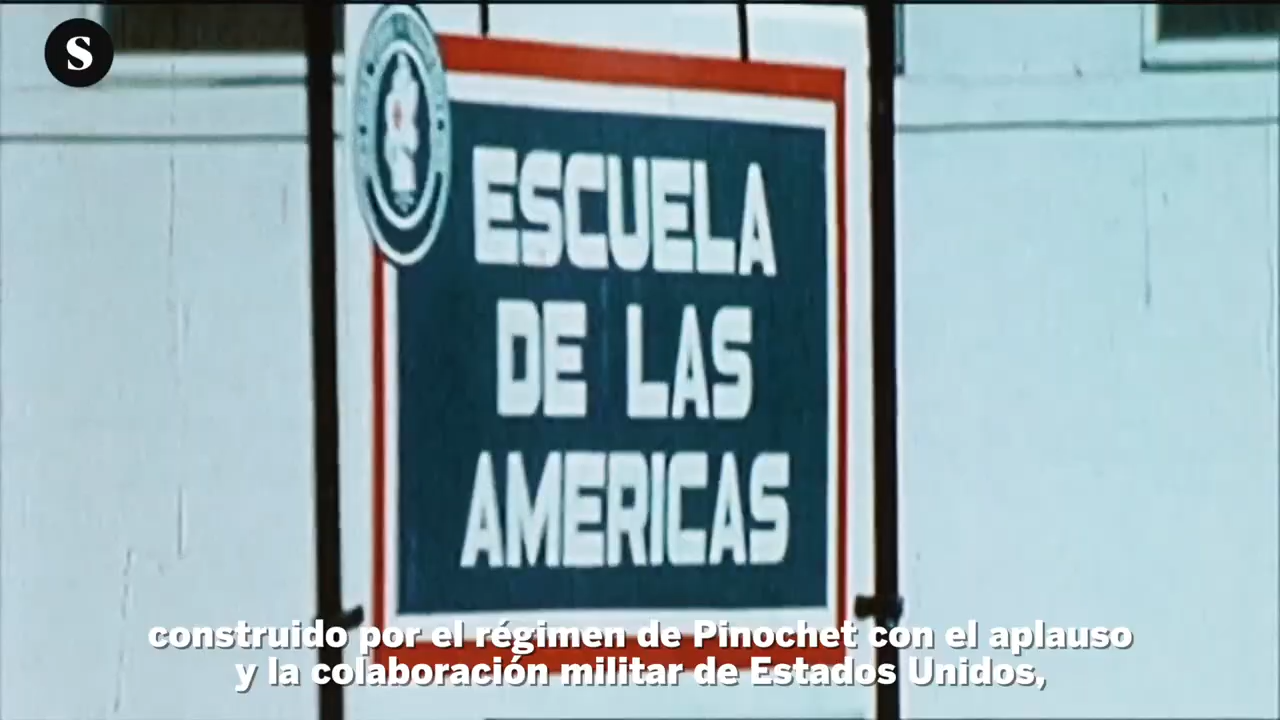 S
ESCUELA
DE LAS
AMERICAS
construido por el régimen de Pinochet con el aplauso
y la colaboración militar de Estados Unidos,